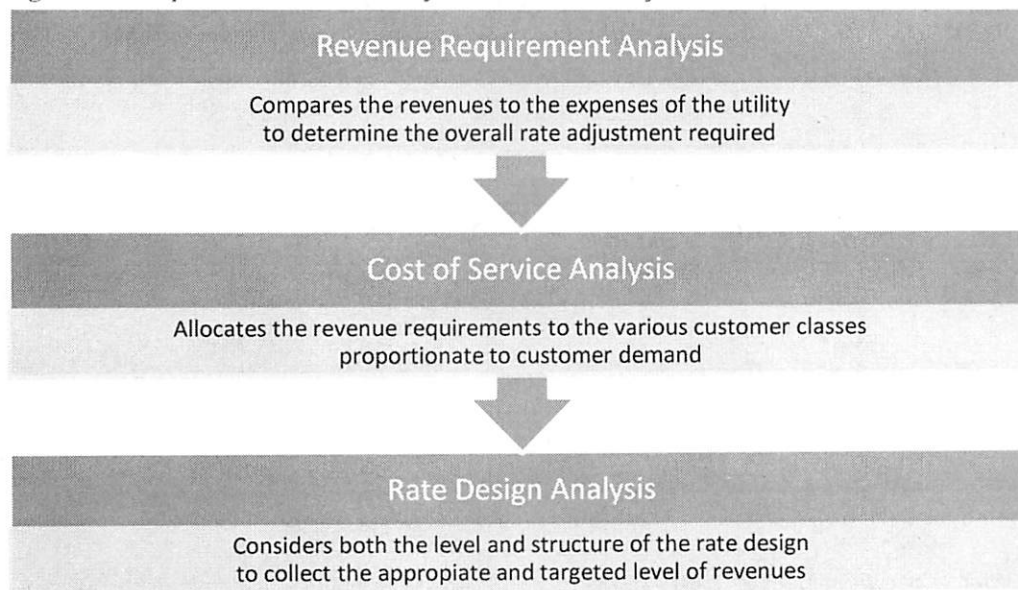 Revenue Requirement Analysis
Compares the revenues to the expenses of the utility
to determine the overall rate adjustment required
Cost of Service Analysis
Allocates the revenue requirements to the various customer classes
proportionate to customer demand
Rate Design Analysis
Considers both the level and structure of the rate design
to collect the appropiate and targeted level of revenues